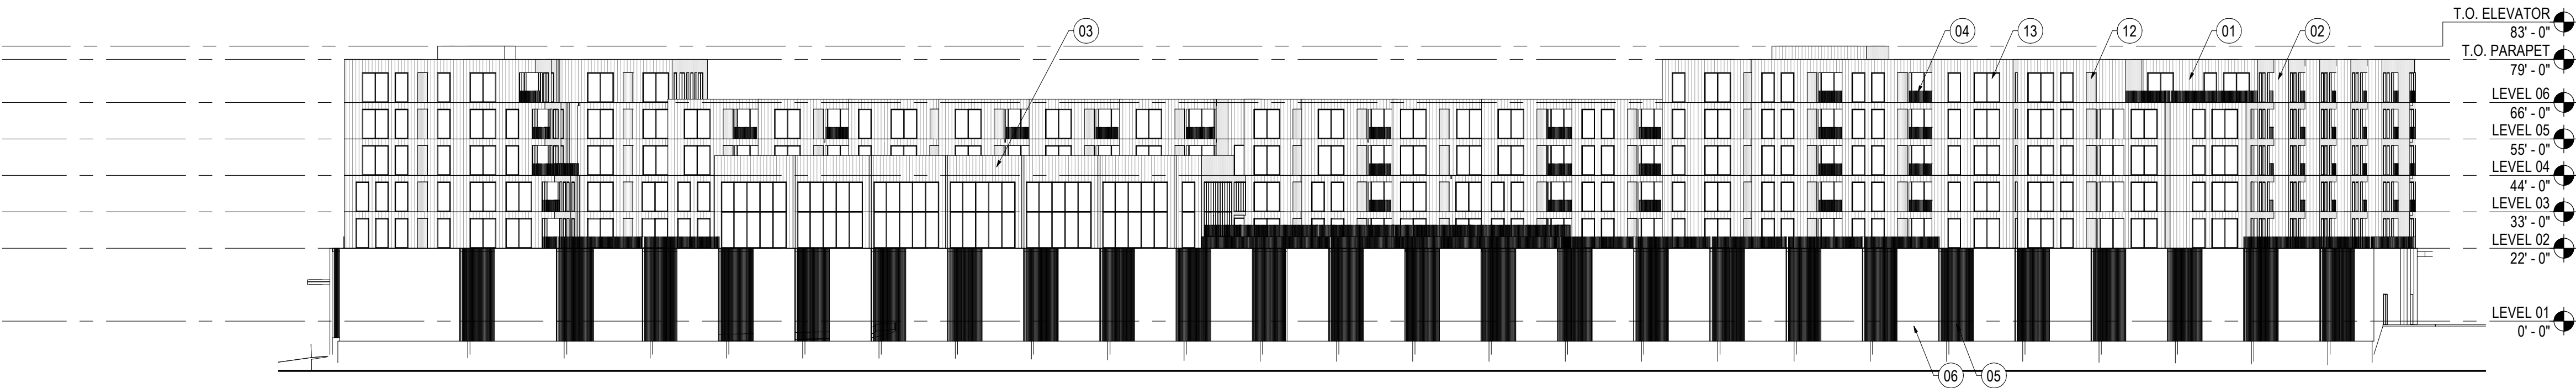 T.O. ELEVATOR
83' - 0"
03
04
13
12
01
02
T.O. PARAPET
79' - 0"
LEVEL 06
66' - 0"
LEVEL 05
55' - 0"
LEVEL 04
44' - 0"
LEVEL 03
33' - 0"
LEVEL 02
22' - 0"
LEVEL 01
0' - 0"
06
05